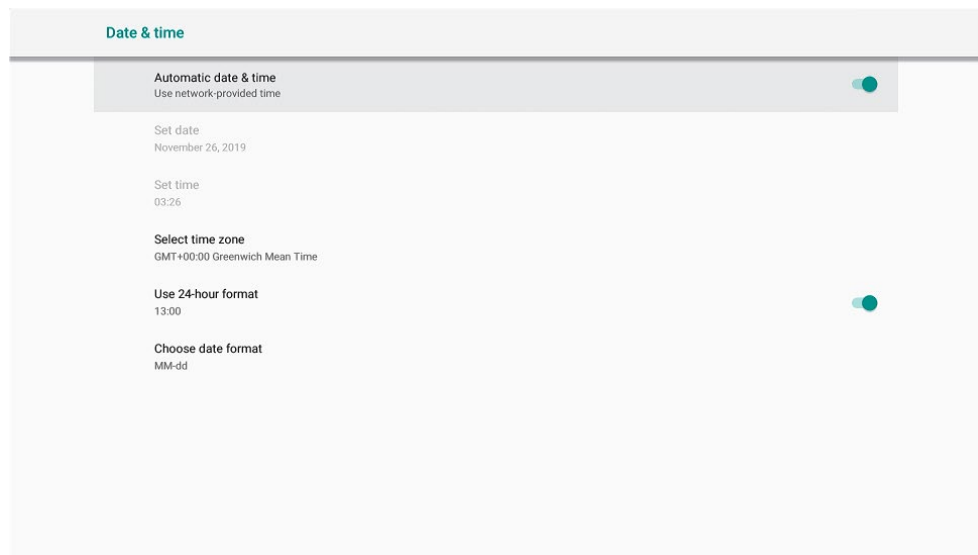 Date & time
Automatic date & time
Use network-provided time
Set date
November 26, 2019
Set time
03:26
Select time zone
GMT+00:00 Greenwich Mean Time
Use 24-hour format
13:00
Choose date format
MM-dd